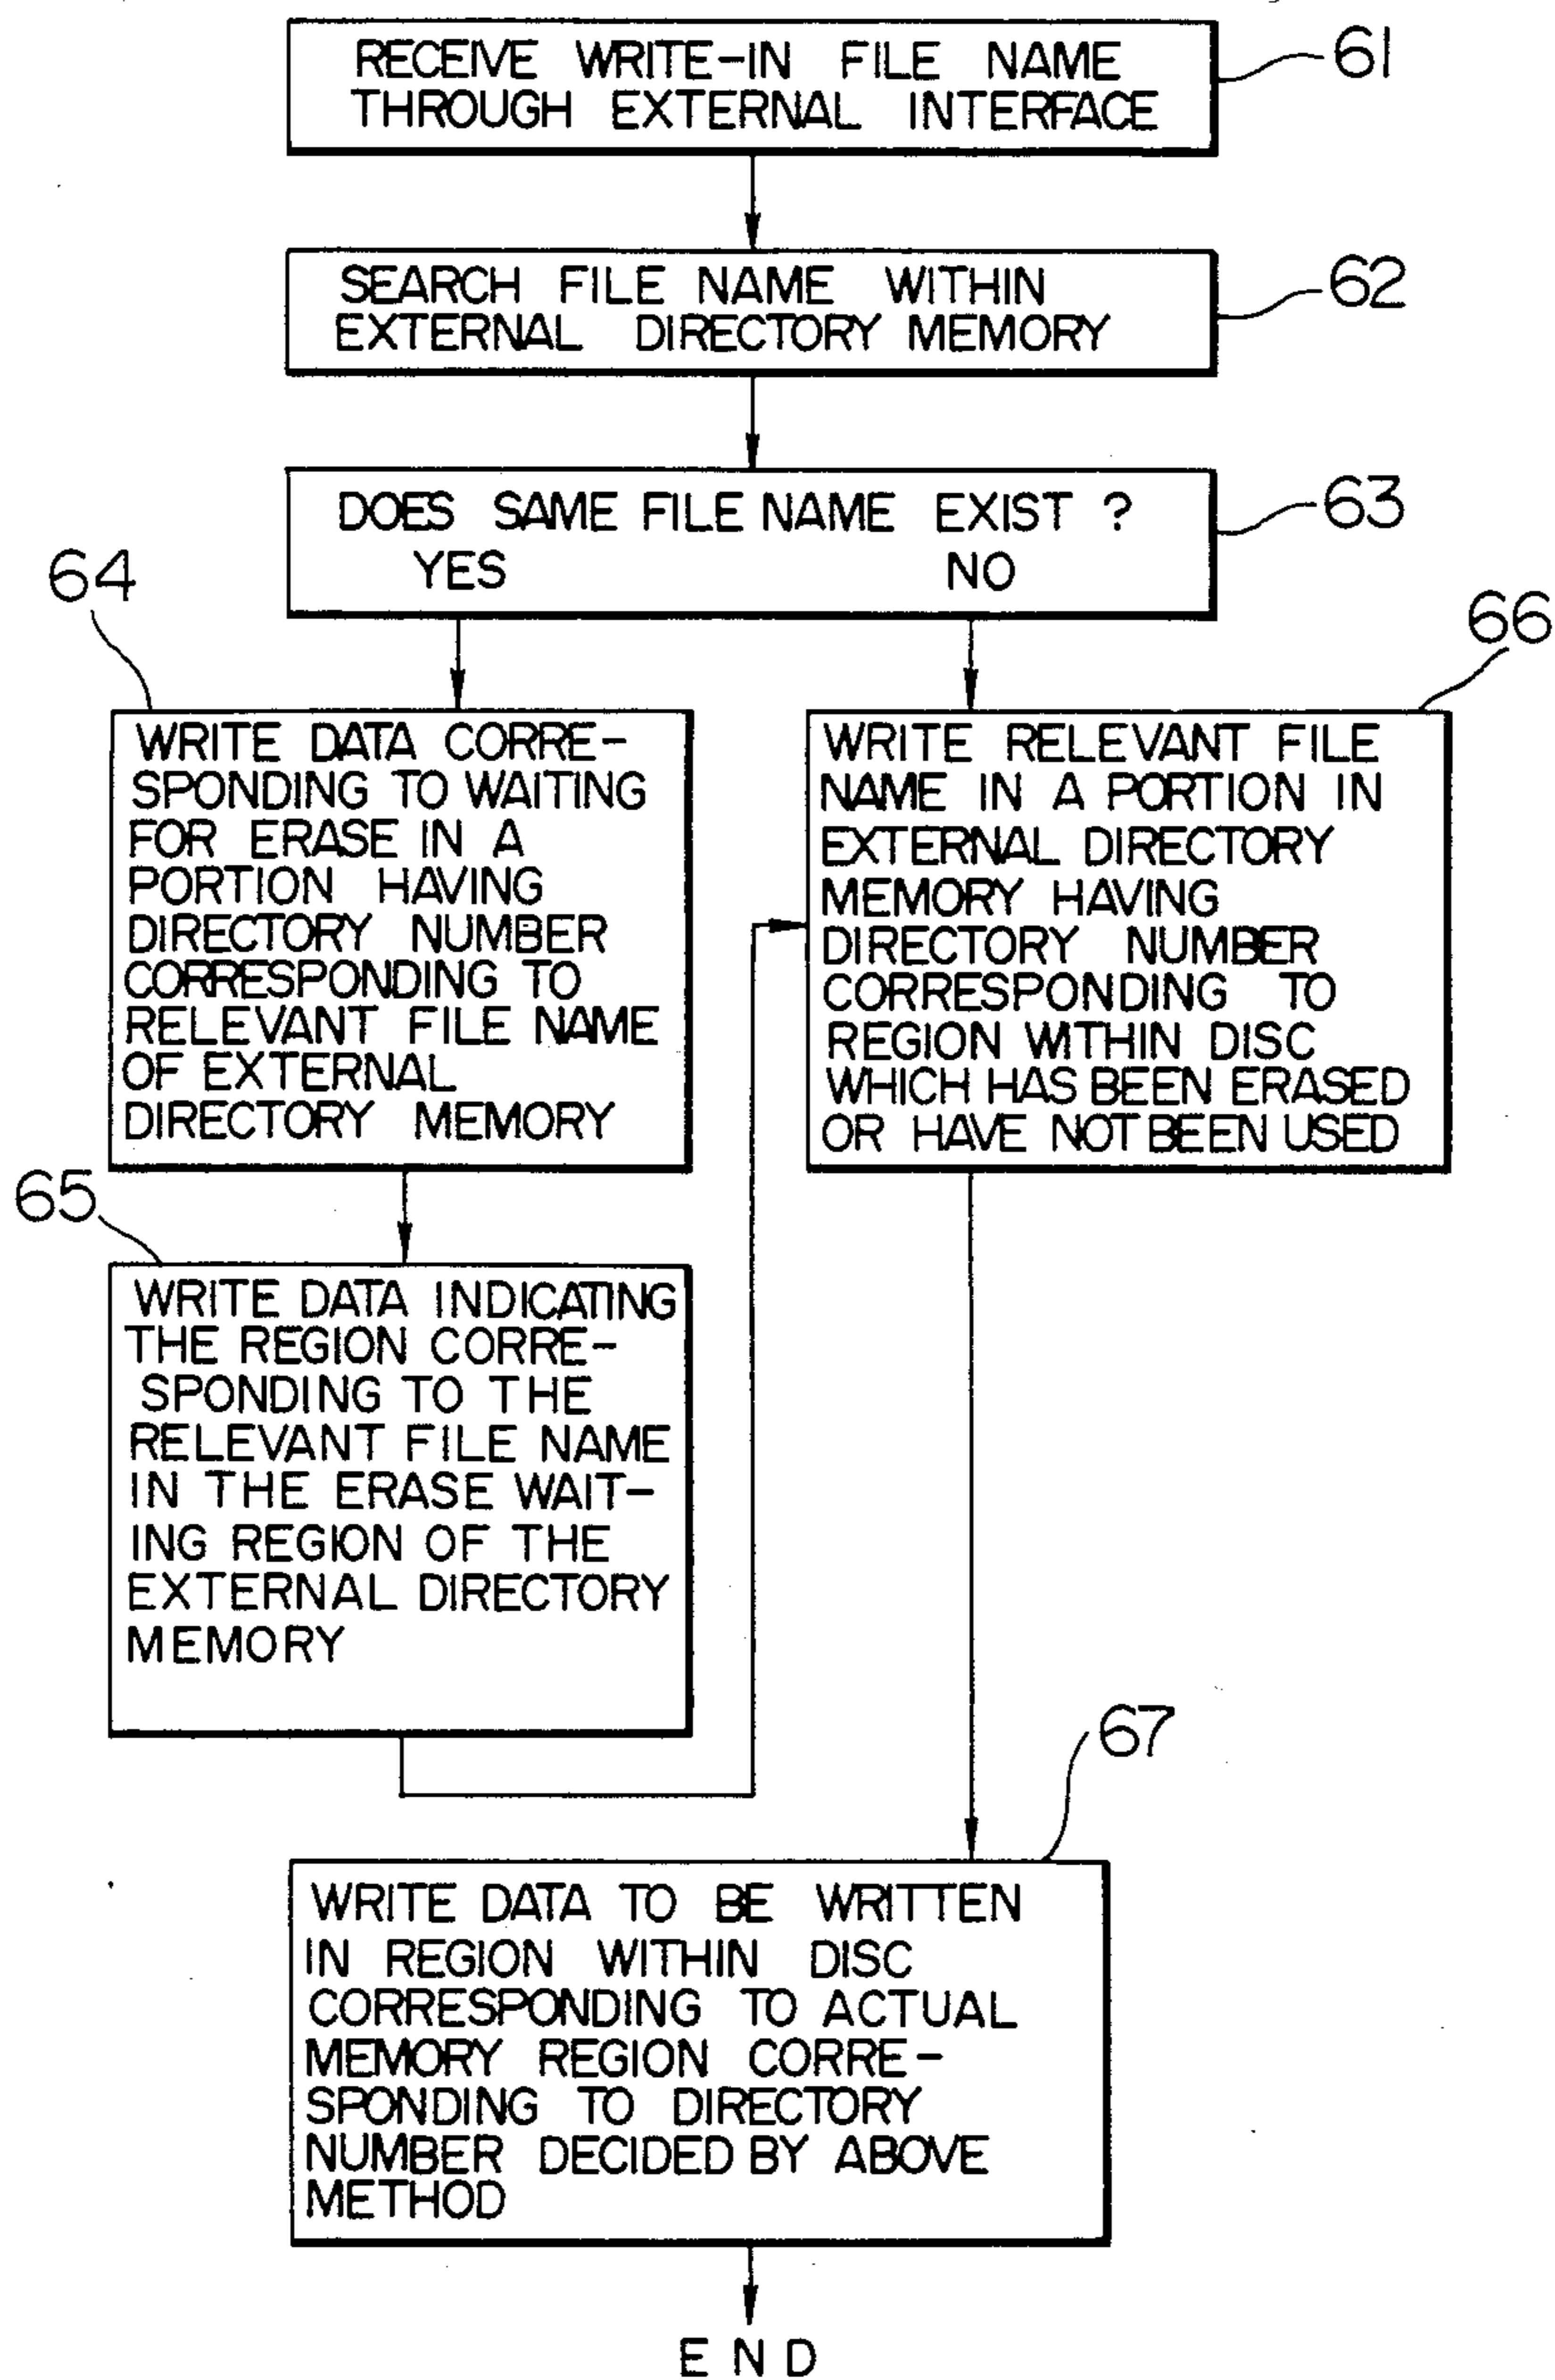 RECEIVE WRITE-IN FILE NAME
THROUGH EXTERNAL INTERFACE
61
SEARCH FILE NAME WITHIN
EXTERNAL DIRECTORY MEMORY
62
DOES SAME FILE NAME EXIST ?
YES NO
63
64
WRITE DATA CORRE-
SPONDING TO WAITING
FOR ERASE IN A
PORTION HAVING
DIRECTORY NUMBER
CORRESPONDING TO
RELEVANT FILE NAME
OF EXTERNAL
DIRECTORY MEMORY
66
WRITE RELEVANT FILE
NAME IN A PORTION IN
EXTERNAL DIRECTORY
MEMORY HAVING
DIRECTORY NUMBER
CORRESPONDING TO
REGION WITHIN DISC
WHICH HAS BEEN ERASED
OR HAVE NOT BEEN USED
65
WRITE DATA INDICATING
THE REGION CORRE-
SPONDING TO THE
RELEVANT FILE NAME
IN THE ERASE WAIT-
ING REGION OF THE
EXTERNAL DIRECTORY
MEMORY
67
WRITE DATA TO BE WRITTEN
IN REGION WITHIN DISC
CORRESPONDING TO ACTUAL
MEMORY REGION CORRE-
SPONDING TO DIRECTORY
NUMBER DECIDED BY ABOVE
METHOD
END